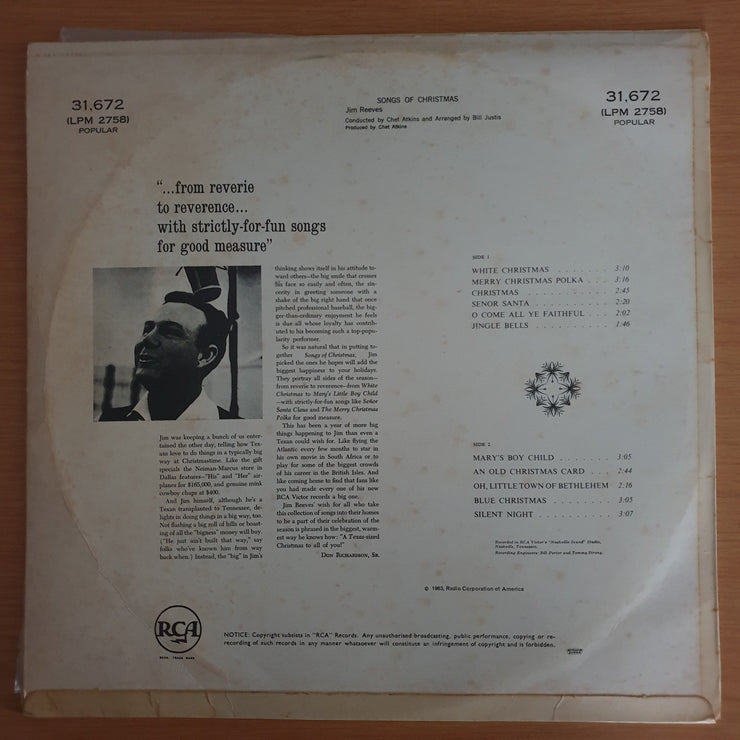 31,672
(LPM 2758)
POPULAR
SONGS OF CHRISTMAS
Jim Reeves
Conducted by Chet Atkins and Arranged by Bill Justis
Produced by Chet Atkins
31,672
(LPM 2758)
POPULAR
"...from reverie
to reverence...
with strictly-for-fun songs
for good measure"
Jim was keeping a bunch of us enter-
tained the other day, telling how Tex-
ans love to do things in a typically big
way at Christmastime. Like the gift
specials the Neiman-Marcus store in
Dallas features—"His" and "Her" air-
planes for $165,000, and genuine mink
cowboy chaps at $400.
And Jim himself, although he's a
Texan transplanted to Tennessee, de-
lights in doing things in a big way, too.
Not flashing a big roll of bills or boast-
ing of all the "bigness" money will buy.
("He just ain't built that way," say
folks who've known him from way
back when.) Instead, the "big" in Jim's
thinking shows itself in his attitude to-
ward others—the big smile that crosses
his face so easily and often, the sin-
cerity in greeting someone with a
shake of the big right hand that once
pitched professional baseball, the big-
ger-than-ordinary enjoyment he feels
is due all whose loyalty has contrib-
uted to his becoming such a top-popu-
larity performer.
So it was natural that in putting to-
gether Songs of Christmas, Jim
picked the ones he hopes will add the
biggest happiness to your holidays.
They portray all sides of the season—
from reverie to reverence—from White
Christmas to Mary's Little Boy Child
—with strictly-for-fun songs like Señor
Santa Claus and The Merry Christmas
Polka for good measure.
This has been a year of more big
things happening to Jim than even a
Texan could wish for. Like flying the
Atlantic every few months to star in
his own movie in South Africa or to
play for some of the biggest crowds
of his career in the British Isles. And
like coming home to find that fans like
you had made every one of his new
RCA Victor records a big one.
Jim Reeves' wish for all who take
this collection of songs into their homes
to be a part of their celebration of the
season is phrased in the biggest, warm-
est way he knows how: "A Texas-sized
Christmas to all of you!"
Don Richardson, Sr.
SIDE 1
WHITE CHRISTMAS . . . . . . . 3:10
MERRY CHRISTMAS POLKA . . . 3:16
CHRISTMAS . . . . . . . . . . 2:45
SENOR SANTA . . . . . . . . . 2:20
O COME ALL YE FAITHFUL . . . 2:02
JINGLE BELLS . . . . . . . . . 1:46
SIDE 2
MARY'S BOY CHILD . . . . . . . 3:05
AN OLD CHRISTMAS CARD . . . 2:44
OH, LITTLE TOWN OF BETHLEHEM 2:16
BLUE CHRISTMAS . . . . . . . 3:05
SILENT NIGHT . . . . . . . . . 3:07
Recorded in RCA Victor's "Nashville Sound" Studio,
Nashville, Tennessee.
Recording Engineers: Bill Porter and Tommy Strong.
© 1963, Radio Corporation of America
RCA
NOTICE: Copyright subsists in "RCA" Records. Any unauthorised broadcasting, public performance, copying or re-
recording of such records in any manner whatsoever will constitute an infringement of copyright and is forbidden.